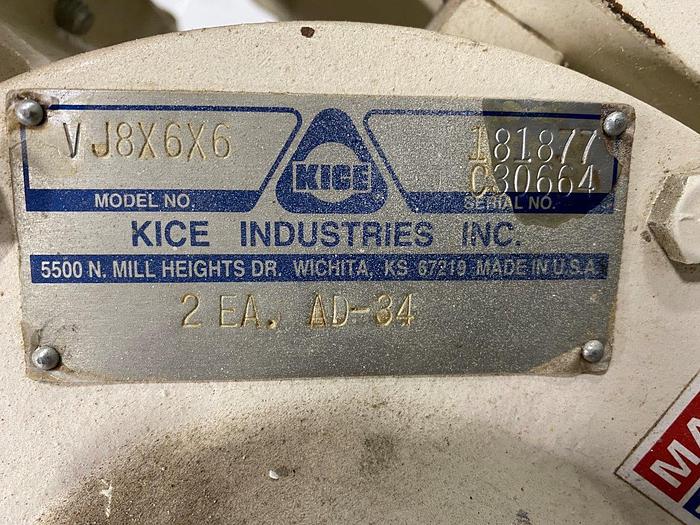 VJ8X6X6
MODEL NO.
KICE
181877
C30664
SERIAL NO.
KICE INDUSTRIES INC.
5500 N. MILL HEIGHTS DR. WICHITA, KS 67219 MADE IN U.S.A.
2 EA. AD-34
MA